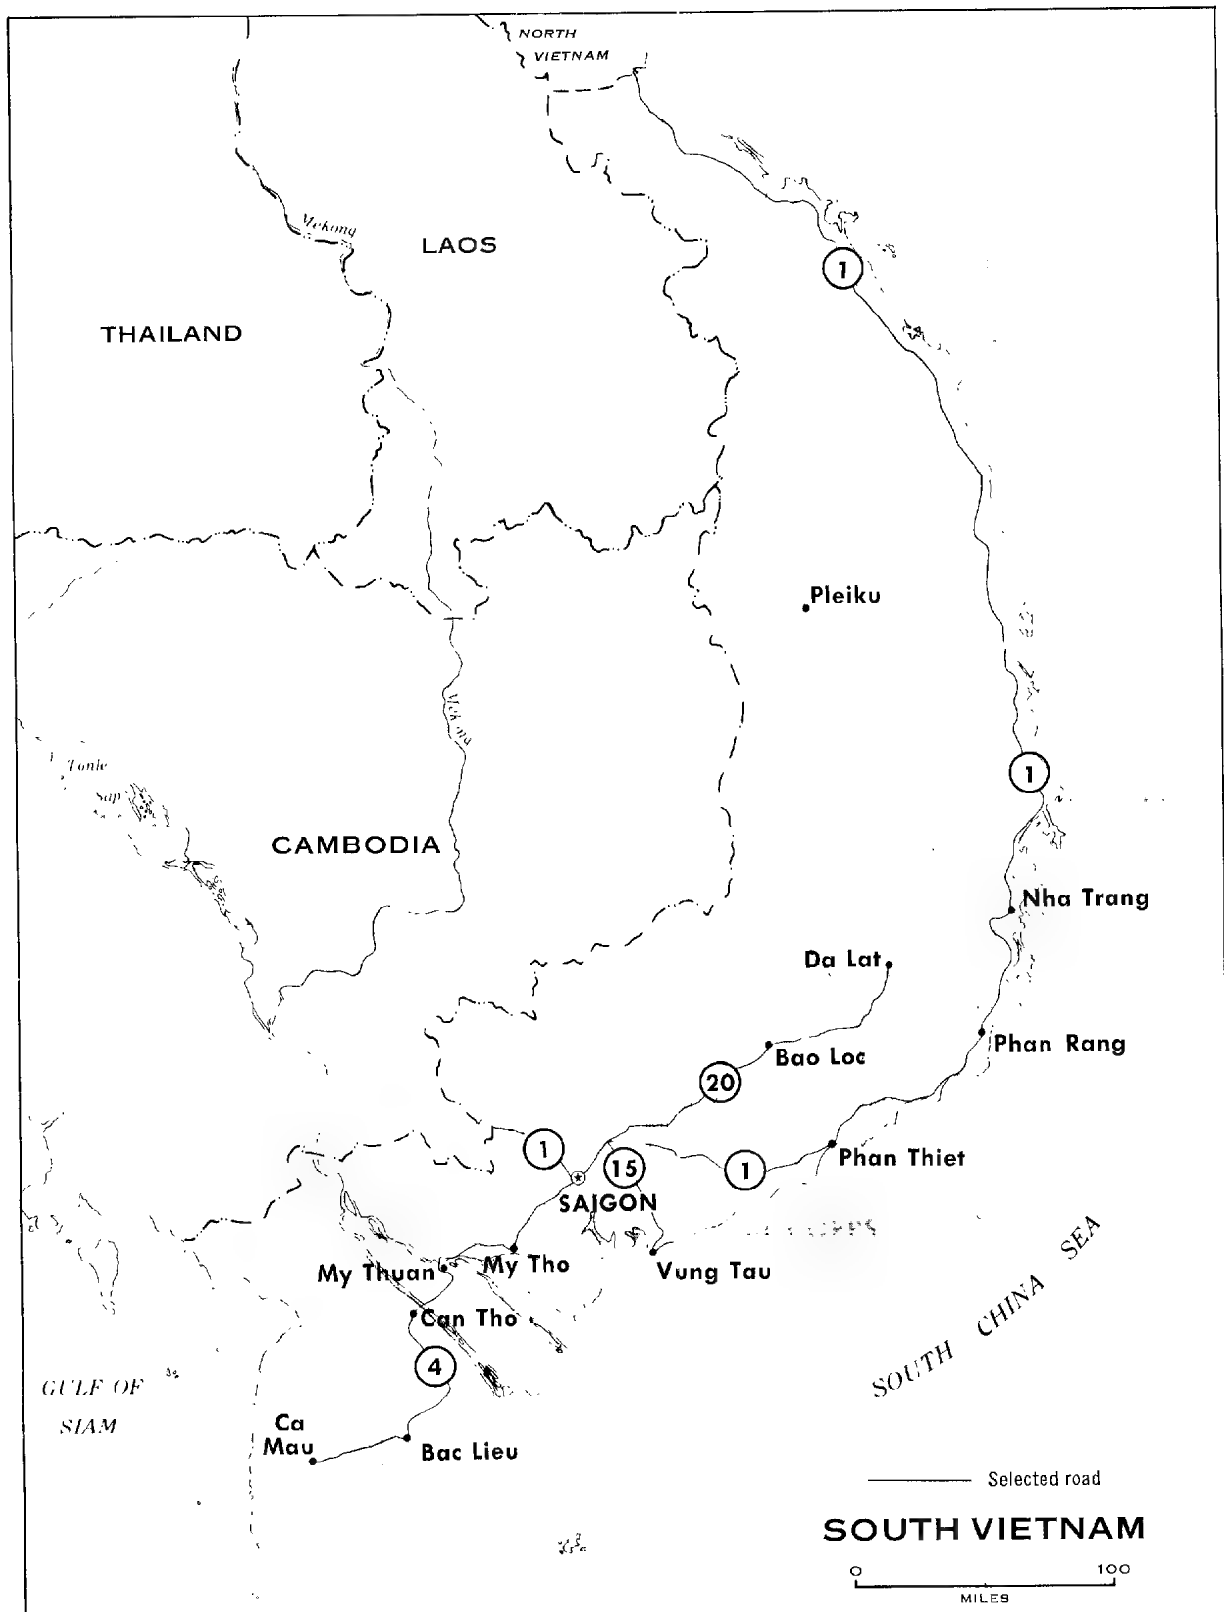 NORTH
VIETNAM
Mekong
LAOS
THAILAND
1
Pleiku
Mekong
Tonle
Sap
1
CAMBODIA
Nha Trang
Da Lat
Phan Rang
Bao Loc
20
1
15
1
Phan Thiet
SAIGON
My Thuan
My Tho
Vung Tau
Can Tho
SOUTH CHINA SEA
4
GULF OF
SIAM
Ca
Mau
Bac Lieu
Selected road
SOUTH VIETNAM
0 100
MILES